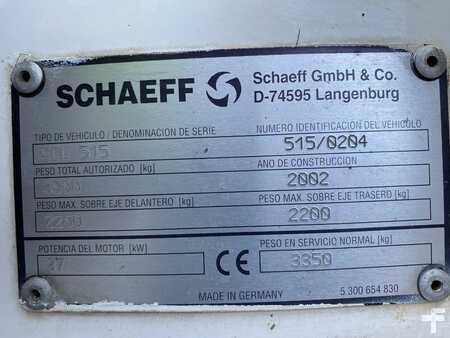 SCHAEFF
Schaeff GmbH & Co.
D-74595 Langenburg
TIPO DE VEHICULO / DENOMINACION DE SERIE
NUMERO IDENTIFICACION DEL VEHICULO
515
515/0204
PESO TOTAL AUTORIZADO [kg]
ANO DE CONSTRUCCION
2002
PESO MAX. SOBRE EJE DELANTERO [kg]
PESO MAX. SOBRE EJE TRASERO [kg]
2200
2200
POTENCIA DEL MOTOR [kW]
CE
PESO EN SERVICIO NORMAL [kg]
3350
MADE IN GERMANY
5 300 654 830